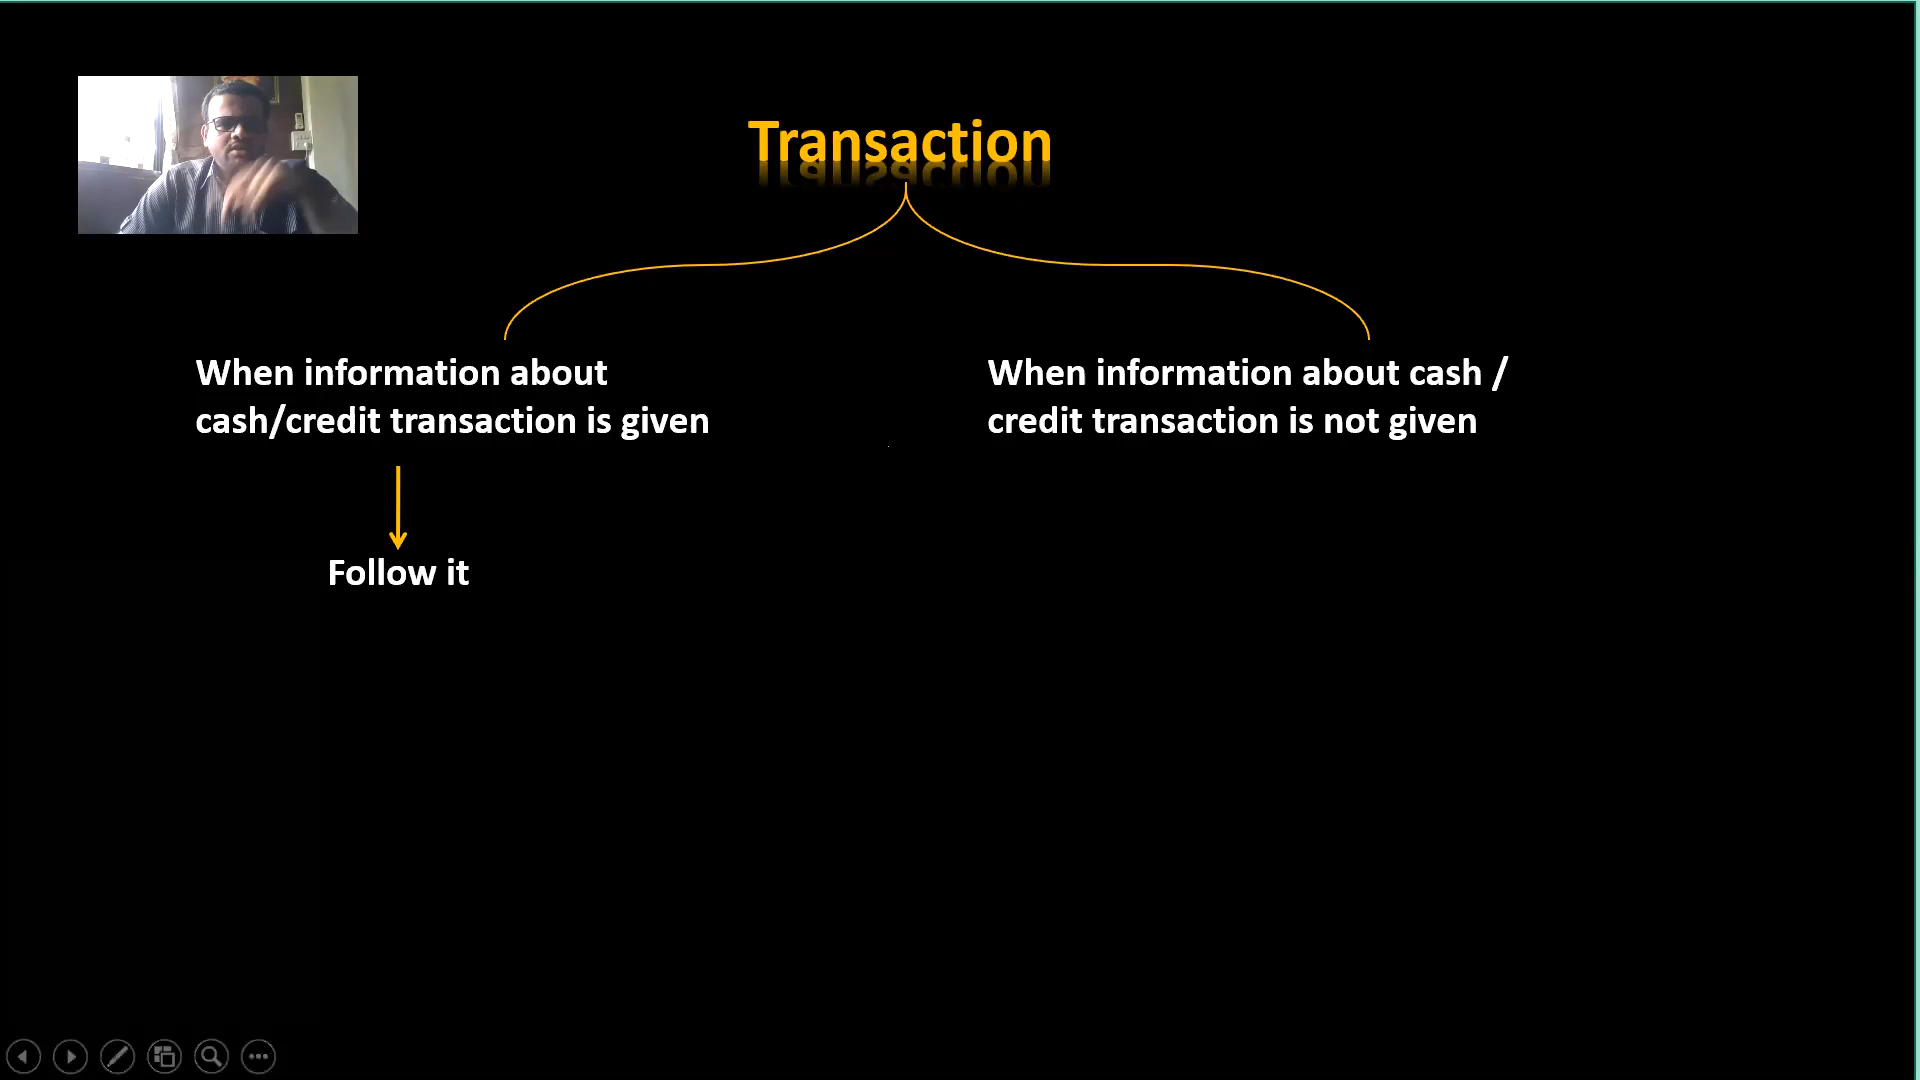 Transaction
When information about
cash/credit transaction is given
When information about cash /
credit transaction is not given
Follow it